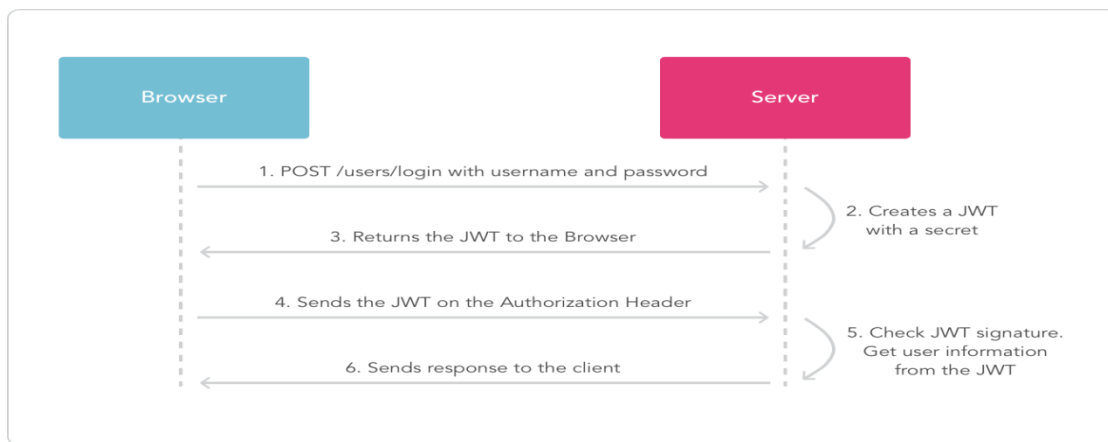 Browser
Server
1. POST /users/login with username and password
2. Creates a JWT
with a secret
3. Returns the JWT to the Browser
4. Sends the JWT on the Authorization Header
5. Check JWT signature.
Get user information
from the JWT
6. Sends response to the client